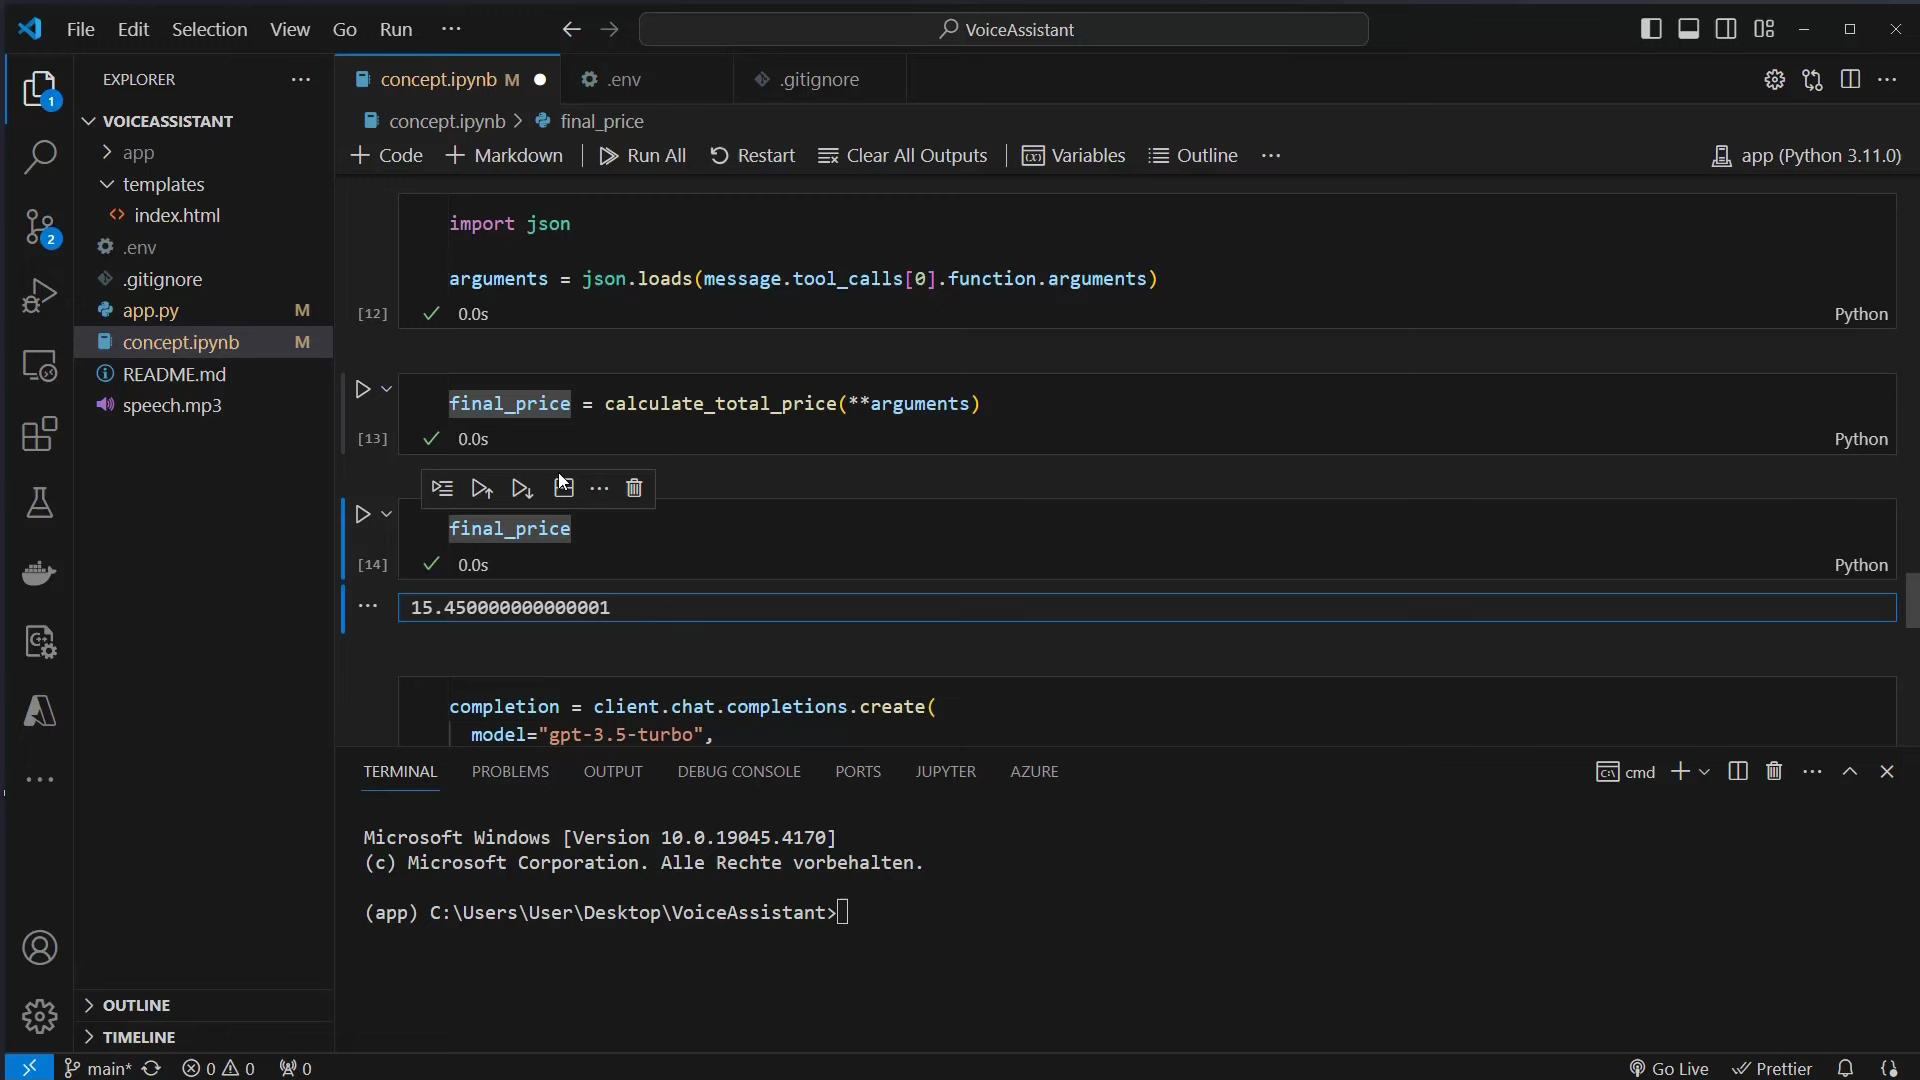 File Edit Selection View Go Run ···
VoiceAssistant
EXPLORER ···
1
VOICEASSISTANT
app
templates
index.html
.env
2
.gitignore
app.py M
concept.ipynb M
README.md
speech.mp3
OUTLINE
TIMELINE
concept.ipynb M
.env
.gitignore
concept.ipynb > final_price
Code
Markdown
Run All
Restart
Clear All Outputs
Variables
Outline
···
app (Python 3.11.0)
import json
arguments = json.loads(message.tool_calls[0].function.arguments)
[12] 0.0s Python
final_price = calculate_total_price(**arguments)
[13] 0.0s Python
final_price
[14] 0.0s Python
15.450000000000001
completion = client.chat.completions.create(
model="gpt-3.5-turbo",
TERMINAL PROBLEMS OUTPUT DEBUG CONSOLE PORTS JUPYTER AZURE
cmd
Microsoft Windows [Version 10.0.19045.4170]
(c) Microsoft Corporation. Alle Rechte vorbehalten.
(app) C:\Users\User\Desktop\VoiceAssistant>
main* 0 0 0 Go Live Prettier